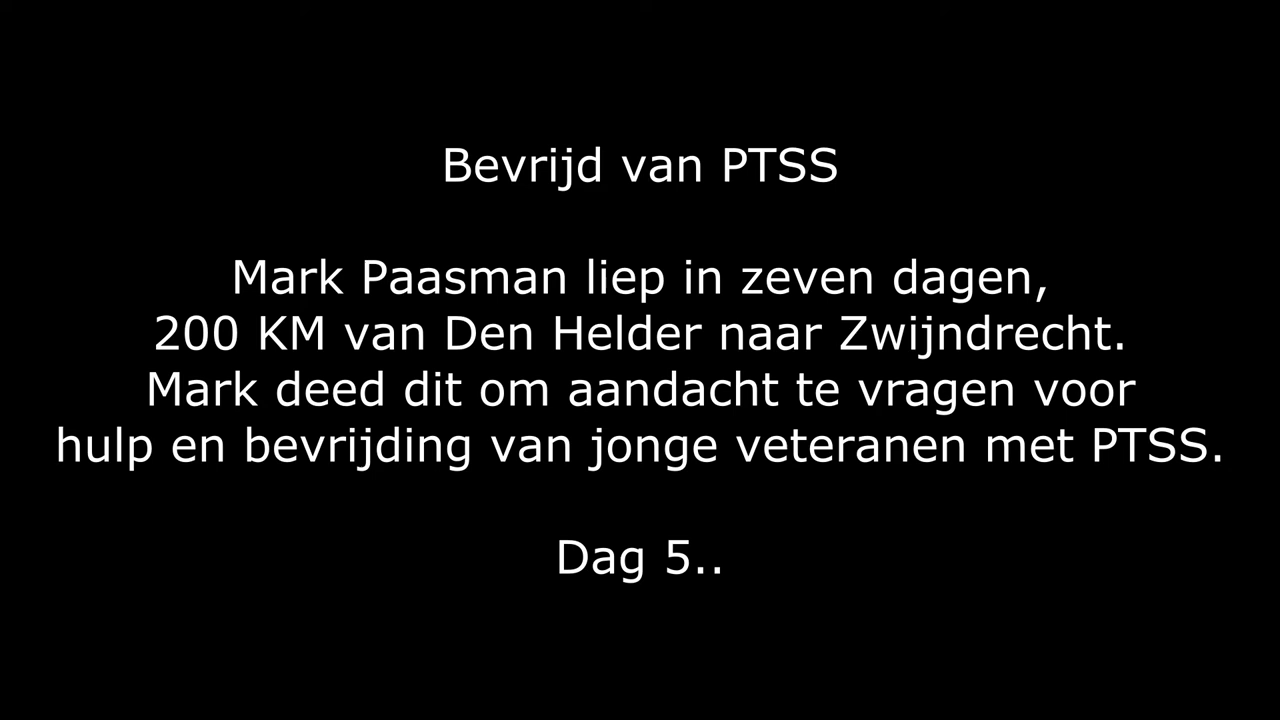 Bevrijd van PTSS
Mark Paasman liep in zeven dagen,
200 KM van Den Helder naar Zwijndrecht.
Mark deed dit om aandacht te vragen voor
hulp en bevrijding van jonge veteranen met PTSS.
Dag 5..